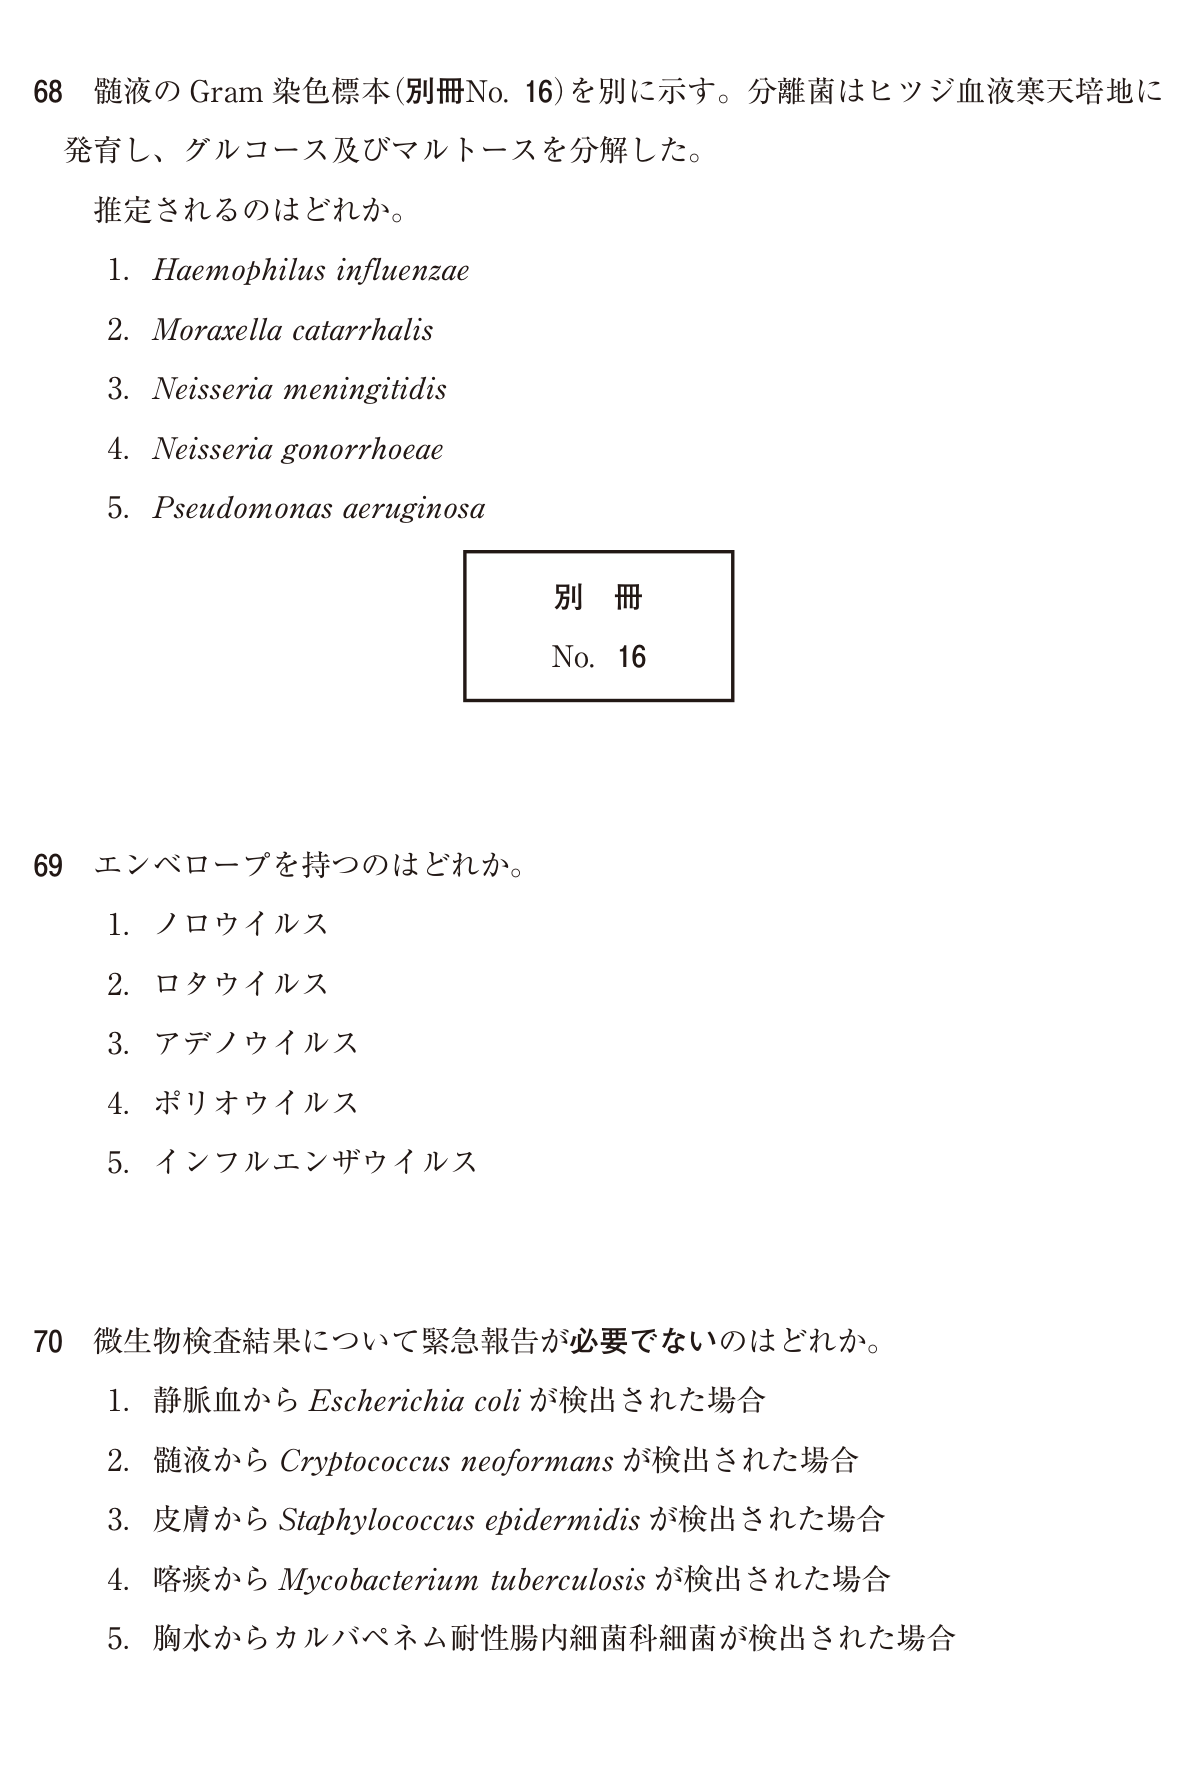 68 髄液の Gram 染色標本(別冊No. 16)を別に示す。分離菌はヒツジ血液寒天培地に
発育し、グルコース及びマルトースを分解した。
推定されるのはどれか。
1. Haemophilus influenzae
2. Moraxella catarrhalis
3. Neisseria meningitidis
4. Neisseria gonorrhoeae
5. Pseudomonas aeruginosa
別 冊
No. 16
69 エンベロープを持つのはどれか。
1. ノロウイルス
2. ロタウイルス
3. アデノウイルス
4. ポリオウイルス
5. インフルエンザウイルス
70 微生物検査結果について緊急報告が必要でないのはどれか。
1. 静脈血から Escherichia coli が検出された場合
2. 髄液から Cryptococcus neoformans が検出された場合
3. 皮膚から Staphylococcus epidermidis が検出された場合
4. 喀痰から Mycobacterium tuberculosis が検出された場合
5. 胸水からカルバペネム耐性腸内細菌科細菌が検出された場合